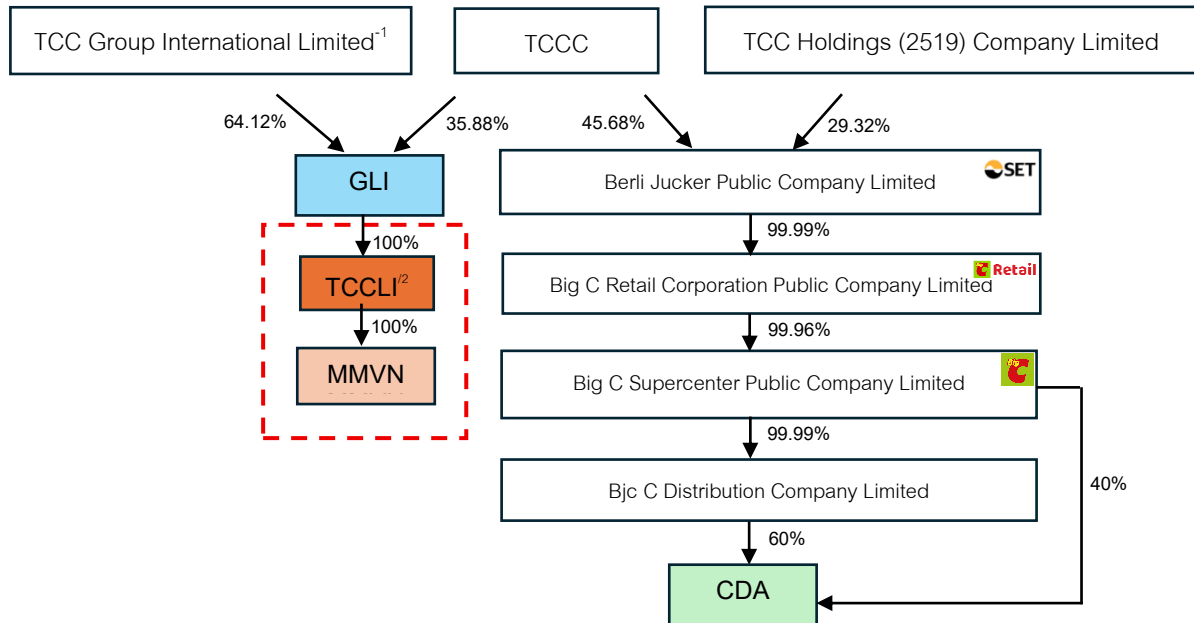 TCC Group International Limited-1
TCCC
TCC Holdings (2519) Company Limited
64.12%
35.88%
45.68%
29.32%
GLI
Berli Jucker Public Company Limited
SET
100%
99.99%
TCCLI/2
Big C Retail Corporation Public Company Limited
C Retail
100%
99.96%
MMVN
Big C Supercenter Public Company Limited
Big C
99.99%
40%
Bjc C Distribution Company Limited
60%
CDA